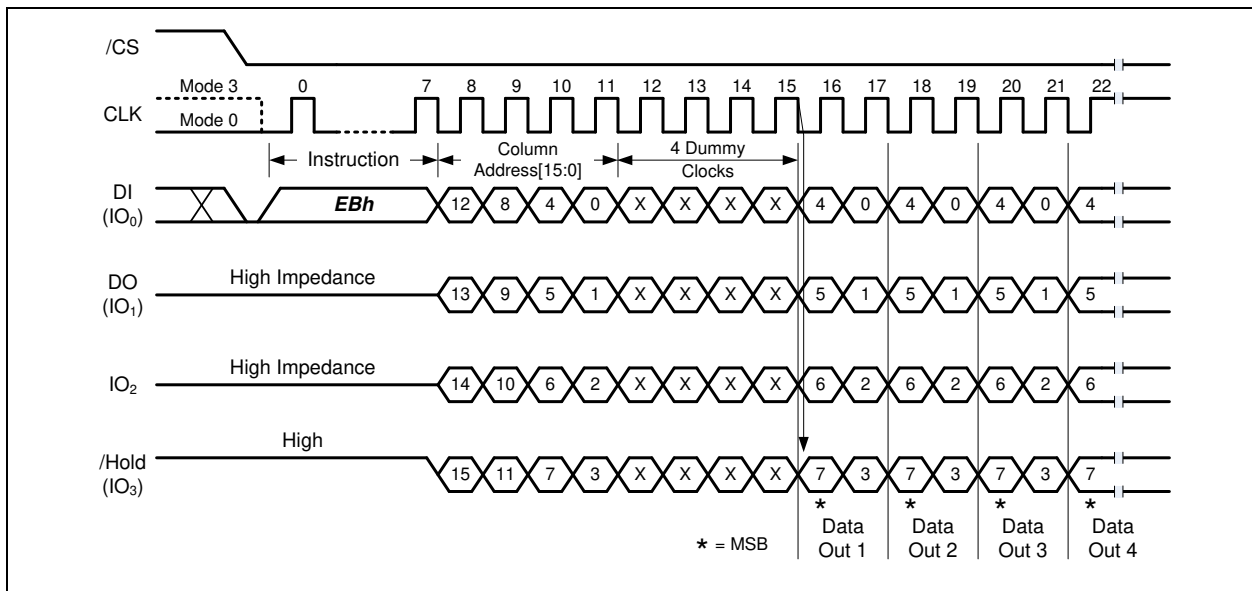 /CS
Mode 3 0 7 8 9 10 11 12 13 14 15 16 17 18 19 20 21 22
CLK
Mode 0
Instruction
Column
Address[15:0]
4 Dummy
Clocks
DI
(IO0)
EBh 12 8 4 0 X X X X 4 0 4 0 4 0 4
DO
(IO1)
High Impedance
13 9 5 1 X X X X 5 1 5 1 5 1 5
IO2
High Impedance
14 10 6 2 X X X X 6 2 6 2 6 2 6
/Hold
(IO3)
High
15 11 7 3 X X X X 7 3 7 3 7 3 7
* * * *
* = MSB
Data
Out 1
Data
Out 2
Data
Out 3
Data
Out 4